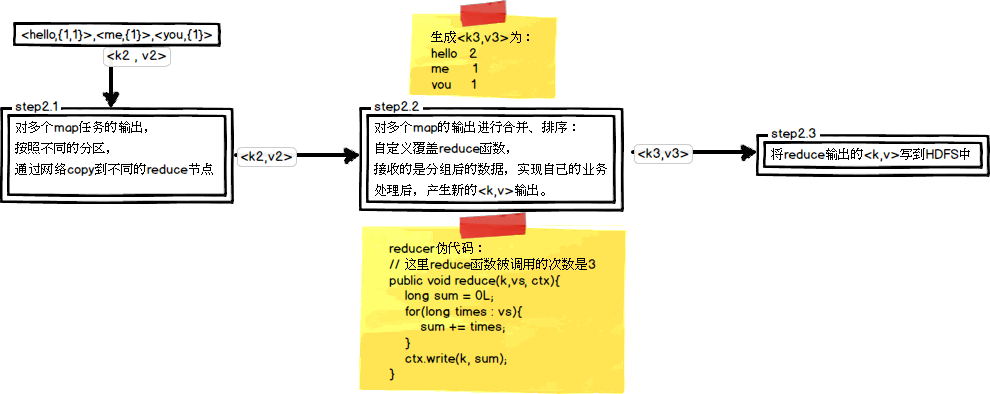 <hello,{1,1}>,<me,{1}>,<you,{1}>
<k2 , v2>
生成<k3,v3>为：
hello 2
me 1
you 1
step2.1
对多个map任务的输出，
按照不同的分区，
通过网络copy到不同的reduce节点
<k2,v2>
step2.2
对多个map的输出进行合并、排序：
自定义覆盖reduce函数，
接收的是分组后的数据，实现自已的业务
处理后，产生新的<k,v>输出。
<k3,v3>
step2.3
将reduce输出的<k,v>写到HDFS中
reducer伪代码：
// 这里reduce函数被调用的次数是3
public void reduce(k,vs, ctx){
long sum = 0L;
for(long times : vs){
sum += times;
}
ctx.write(k, sum);
}